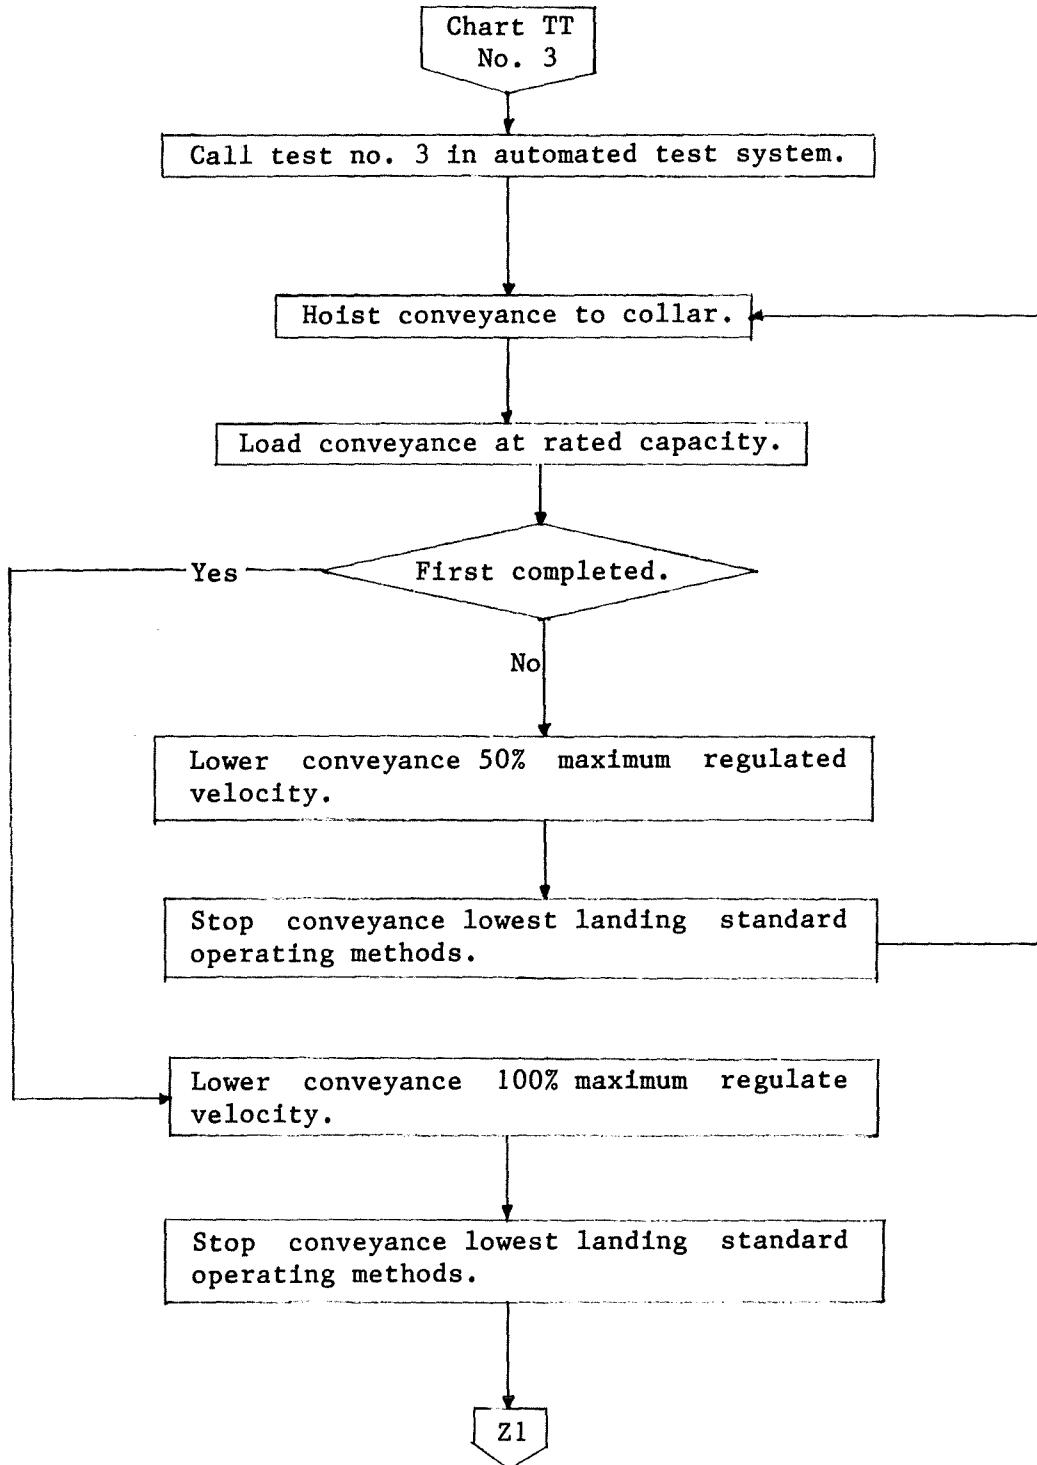 Chart TT
No. 3
Call test no. 3 in automated test system.
Hoist conveyance to collar.
Load conveyance at rated capacity.
Yes
First completed.
No
Lower conveyance 50% maximum regulated
velocity.
Stop conveyance lowest landing standard
operating methods.
Lower conveyance 100% maximum regulate
velocity.
Stop conveyance lowest landing standard
operating methods.
Z1